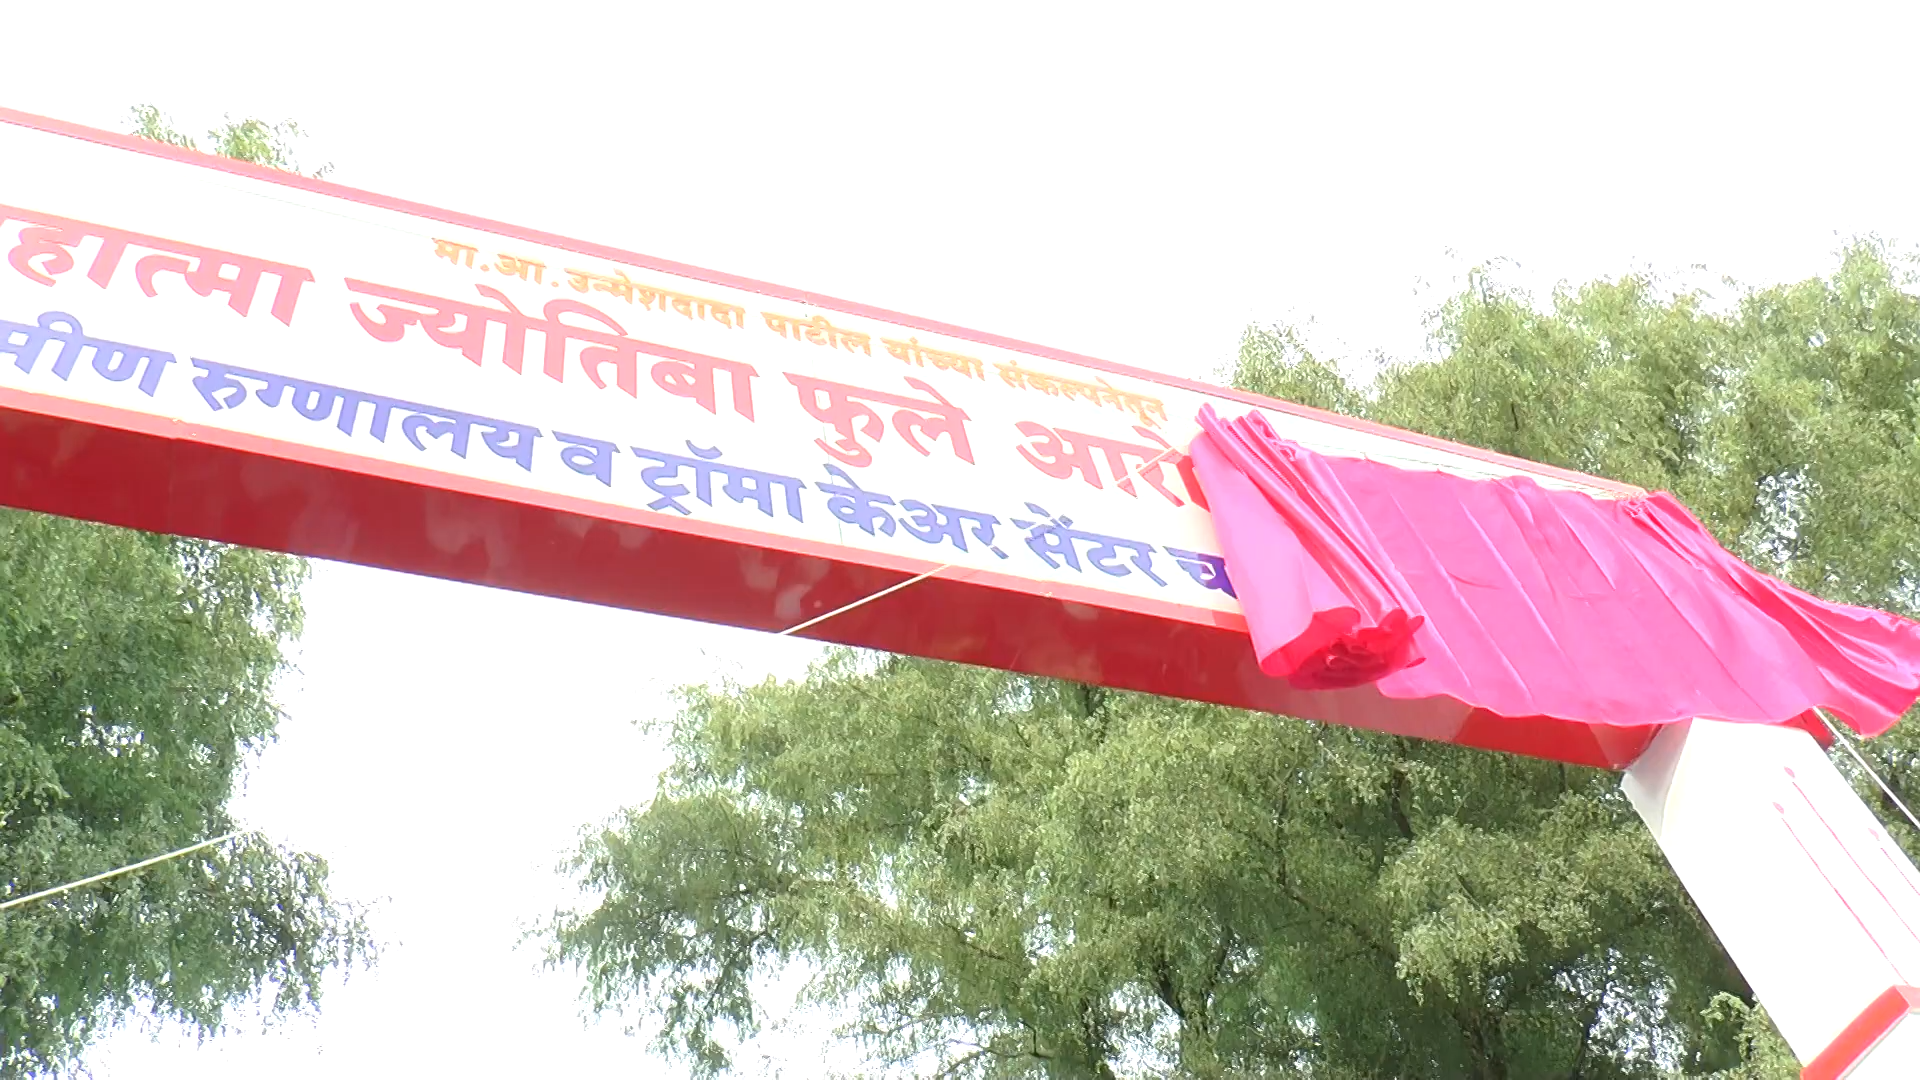 मा.आ.उन्मेशदादा पाटील यांच्या संकल्पनेतून
हात्मा ज्योतिबा फुले आरो
मीण रुग्णालय व ट्रॉमा केअर सेंटर च